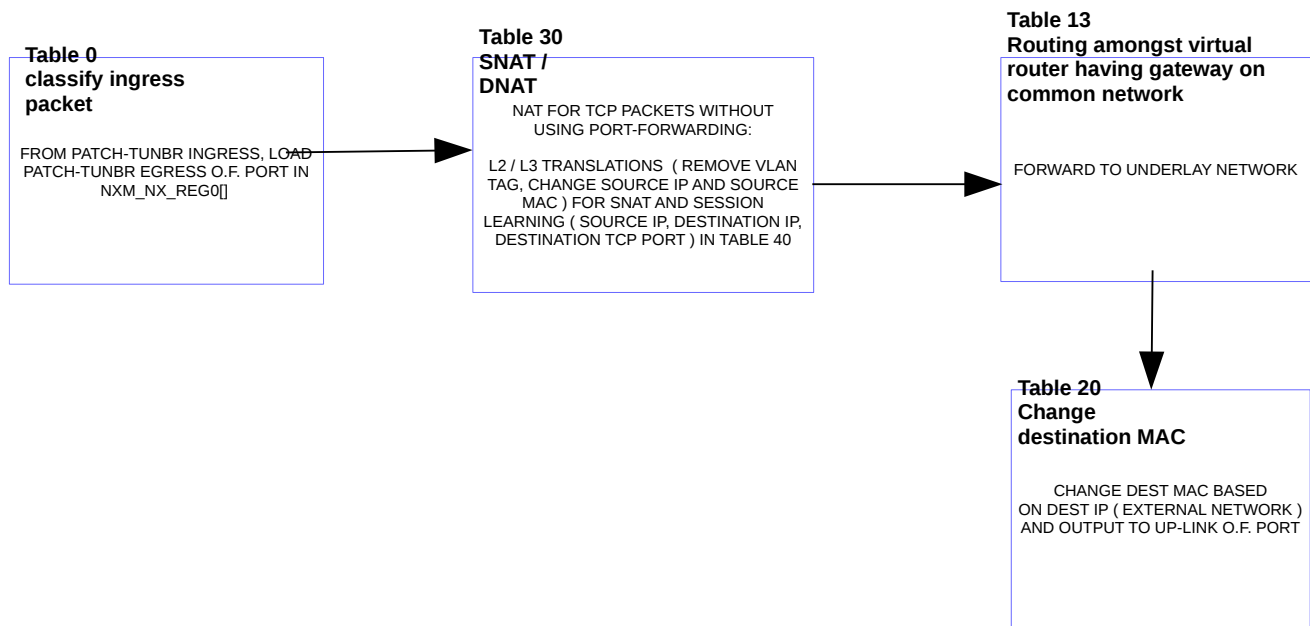 Table 0
classify ingress
packet
FROM PATCH-TUNBR INGRESS, LOAD
PATCH-TUNBR EGRESS O.F. PORT IN
NXM_NX_REG0[]
Table 30
SNAT /
DNAT
NAT FOR TCP PACKETS WITHOUT
USING PORT-FORWARDING:
L2 / L3 TRANSLATIONS  ( REMOVE VLAN
TAG, CHANGE SOURCE IP AND SOURCE
MAC ) FOR SNAT AND SESSION
LEARNING ( SOURCE IP, DESTINATION IP,
DESTINATION TCP PORT ) IN TABLE 40
Table 13
Routing amongst virtual
router having gateway on
common network
FORWARD TO UNDERLAY NETWORK
Table 20
Change
destination MAC
CHANGE DEST MAC BASED
ON DEST IP ( EXTERNAL NETWORK )
AND OUTPUT TO UP-LINK O.F. PORT